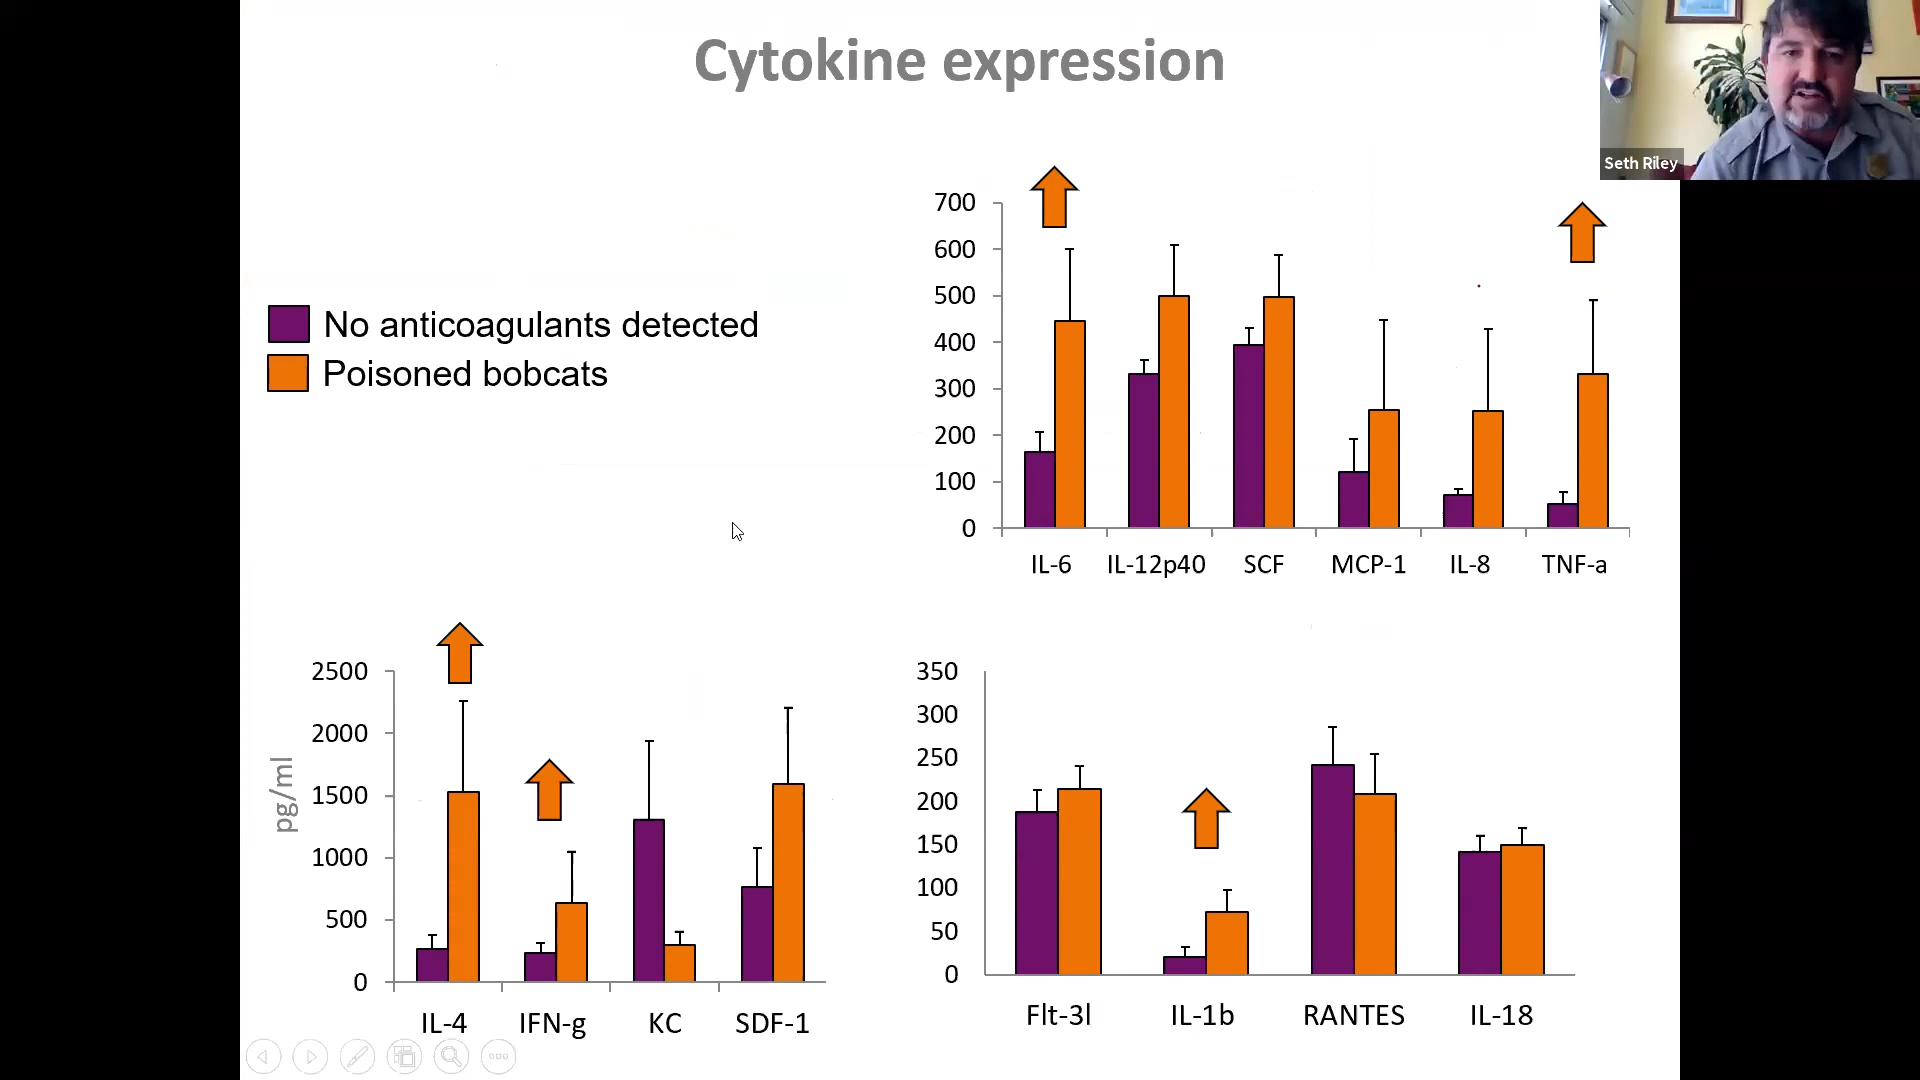 Cytokine expression
Seth Riley
No anticoagulants detected
Poisoned bobcats
700
600
500
400
300
200
100
0
IL-6 IL-12p40 SCF MCP-1 IL-8 TNF-a
pg/ml
2500
2000
1500
1000
500
0
IL-4 IFN-g KC SDF-1
350
300
250
200
150
100
50
0
Flt-3l IL-1b RANTES IL-18